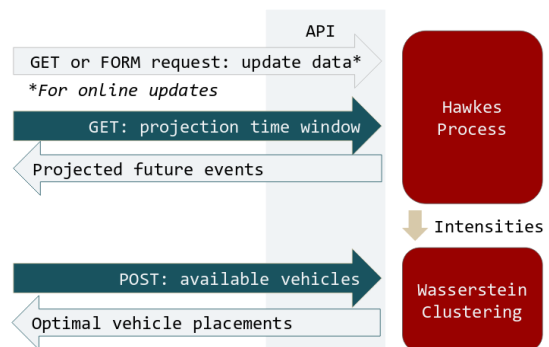 API
GET or FORM request: update data*
*For online updates
GET: projection time window
Projected future events
Hawkes
Process
Intensities
POST: available vehicles
Optimal vehicle placements
Wasserstein
Clustering